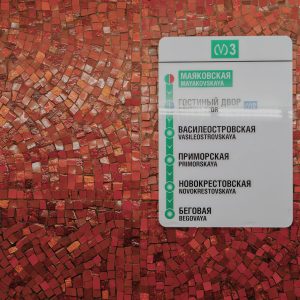 (M) 3
МАЯКОВСКАЯ
MAYAKOVSKAYA
ГОСТИНЫЙ ДВОР
ВАСИЛЕОСТРОВСКАЯ
VASILEOSTROVSKAYA
ПРИМОРСКАЯ
PRIMORSKAYA
НОВОКРЕСТОВСКАЯ
NOVOKRESTOVSKAYA
БЕГОВАЯ
BEGOVAYA